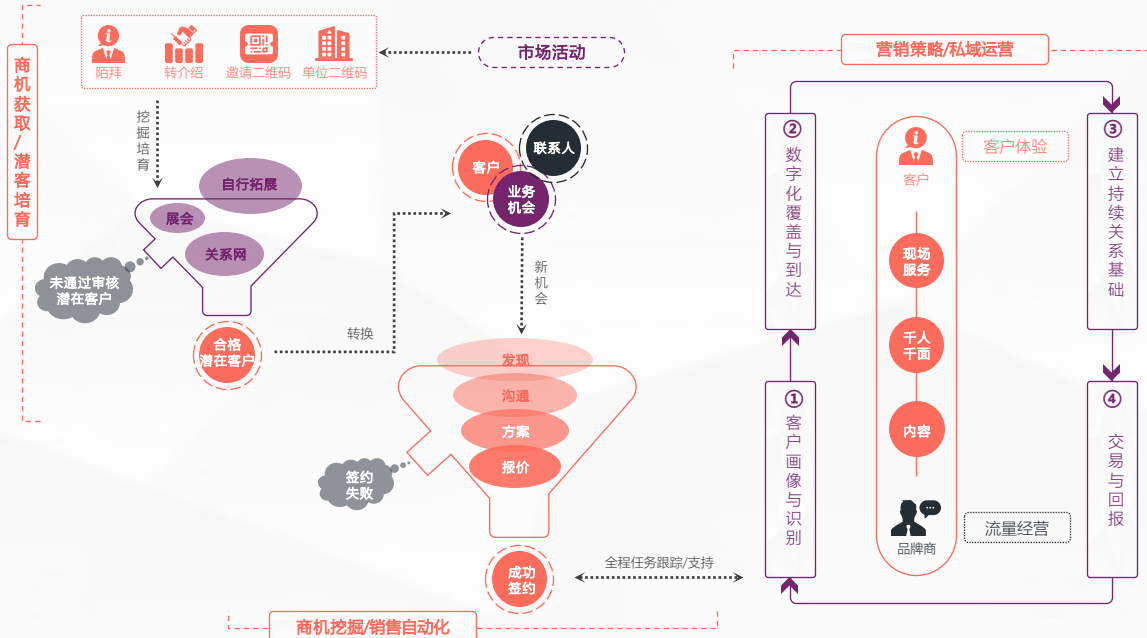 商机获取/潜客培育
陌拜
转介绍
邀请二维码
单位二维码
市场活动
挖掘培育
自行拓展
展会
关系网
未通过审核
潜在客户
合格
潜在客户
转换
客户
联系人
业务
机会
新机会
发现
沟通
方案
报价
签约
失败
成功
签约
全程任务跟踪/支持
商机挖掘/销售自动化
营销策略/私域运营
②
数字化覆盖与到达
①
客户画像与识别
客户
客户体验
现场
服务
千人
千面
内容
品牌商
流量经营
③
建立持续关系基础
④
交易与回报